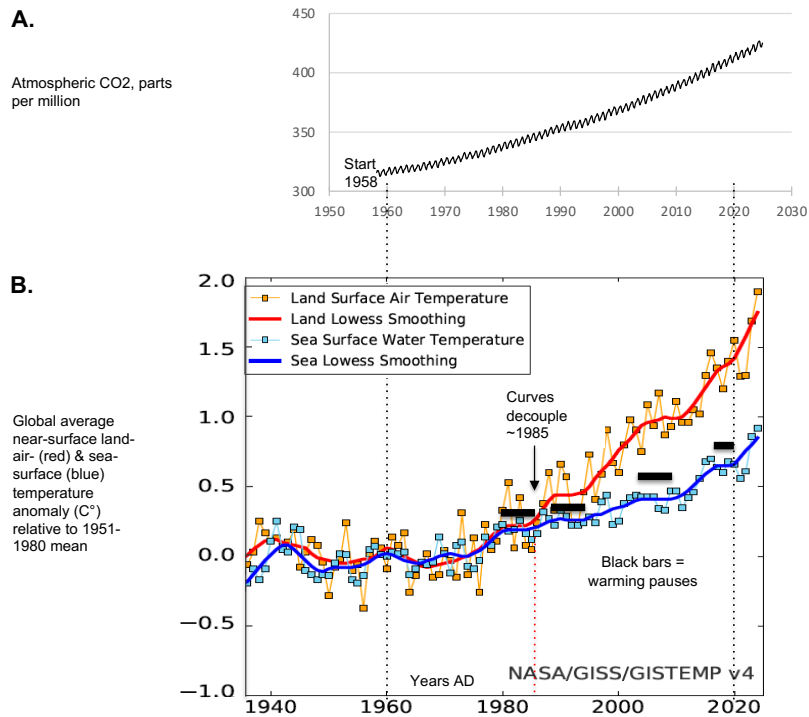 A.
450
400
350
300
Atmospheric CO2, parts
per million
Start
1958
1950
1960
1970
1980
1990
2000
2010
2020
2030
B.
2.0
1.5
1.0
0.5
0.0
−0.5
−1.0
Land Surface Air Temperature
Land Lowess Smoothing
Sea Surface Water Temperature
Sea Lowess Smoothing
Curves
decouple
~1985
Global average
near-surface land-
air- (red) & sea-
surface (blue)
temperature
anomaly (C°)
relative to 1951-
1980 mean
Black bars =
warming pauses
Years AD
NASA/GISS/GISTEMP v4
1940
1960
1980
2000
2020